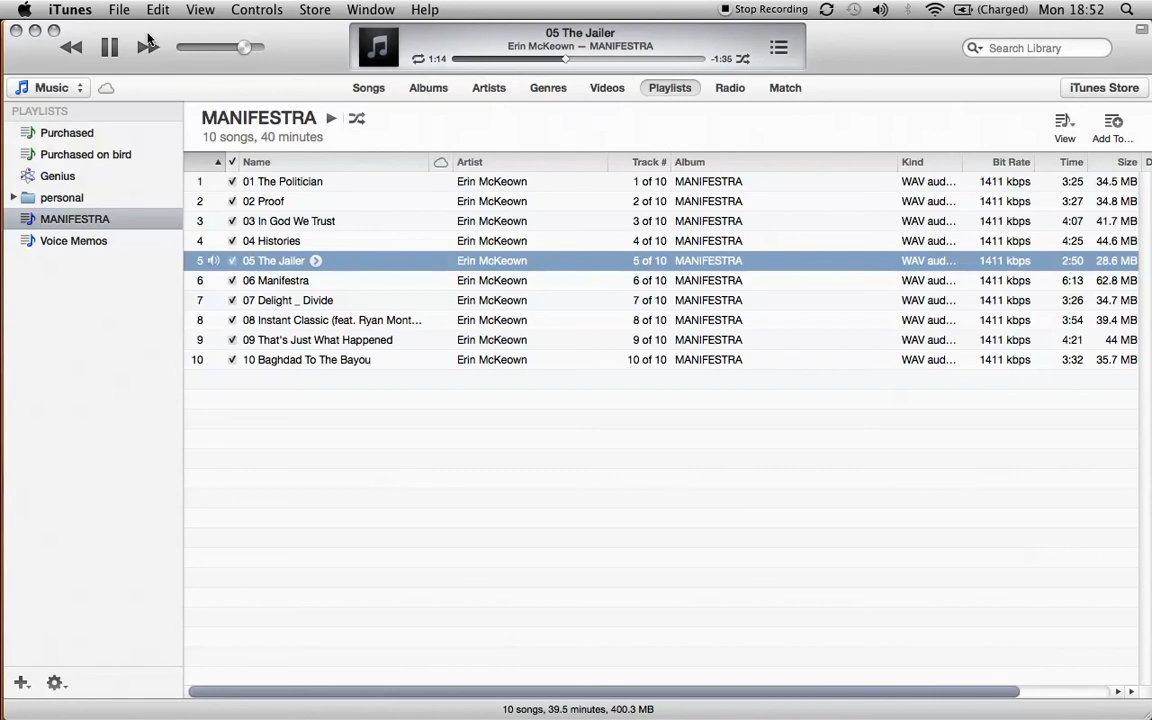 iTunes File Edit View Controls Store Window Help Stop Recording (Charged) Mon 18:52
05 The Jailer
Erin McKeown — MANIFESTRA
1:14 -1:35
Search Library
Music Songs Albums Artists Genres Videos Playlists Radio Match iTunes Store
PLAYLISTS
Purchased
Purchased on bird
Genius
personal
MANIFESTRA
Voice Memos
MANIFESTRA
10 songs, 40 minutes
View Add To...
Name Artist Track # Album Kind Bit Rate Time Size D
1 01 The Politician Erin McKeown 1 of 10 MANIFESTRA WAV aud... 1411 kbps 3:25 34.5 MB
2 02 Proof Erin McKeown 2 of 10 MANIFESTRA WAV aud... 1411 kbps 3:27 34.8 MB
3 03 In God We Trust Erin McKeown 3 of 10 MANIFESTRA WAV aud... 1411 kbps 4:07 41.7 MB
4 04 Histories Erin McKeown 4 of 10 MANIFESTRA WAV aud... 1411 kbps 4:25 44.6 MB
5 05 The Jailer Erin McKeown 5 of 10 MANIFESTRA WAV aud... 1411 kbps 2:50 28.6 MB
6 06 Manifestra Erin McKeown 6 of 10 MANIFESTRA WAV aud... 1411 kbps 6:13 62.8 MB
7 07 Delight _ Divide Erin McKeown 7 of 10 MANIFESTRA WAV aud... 1411 kbps 3:26 34.7 MB
8 08 Instant Classic (feat. Ryan Mont... Erin McKeown 8 of 10 MANIFESTRA WAV aud... 1411 kbps 3:54 39.4 MB
9 09 That's Just What Happened Erin McKeown 9 of 10 MANIFESTRA WAV aud... 1411 kbps 4:21 44 MB
10 10 Baghdad To The Bayou Erin McKeown 10 of 10 MANIFESTRA WAV aud... 1411 kbps 3:32 35.7 MB
10 songs, 39.5 minutes, 400.3 MB